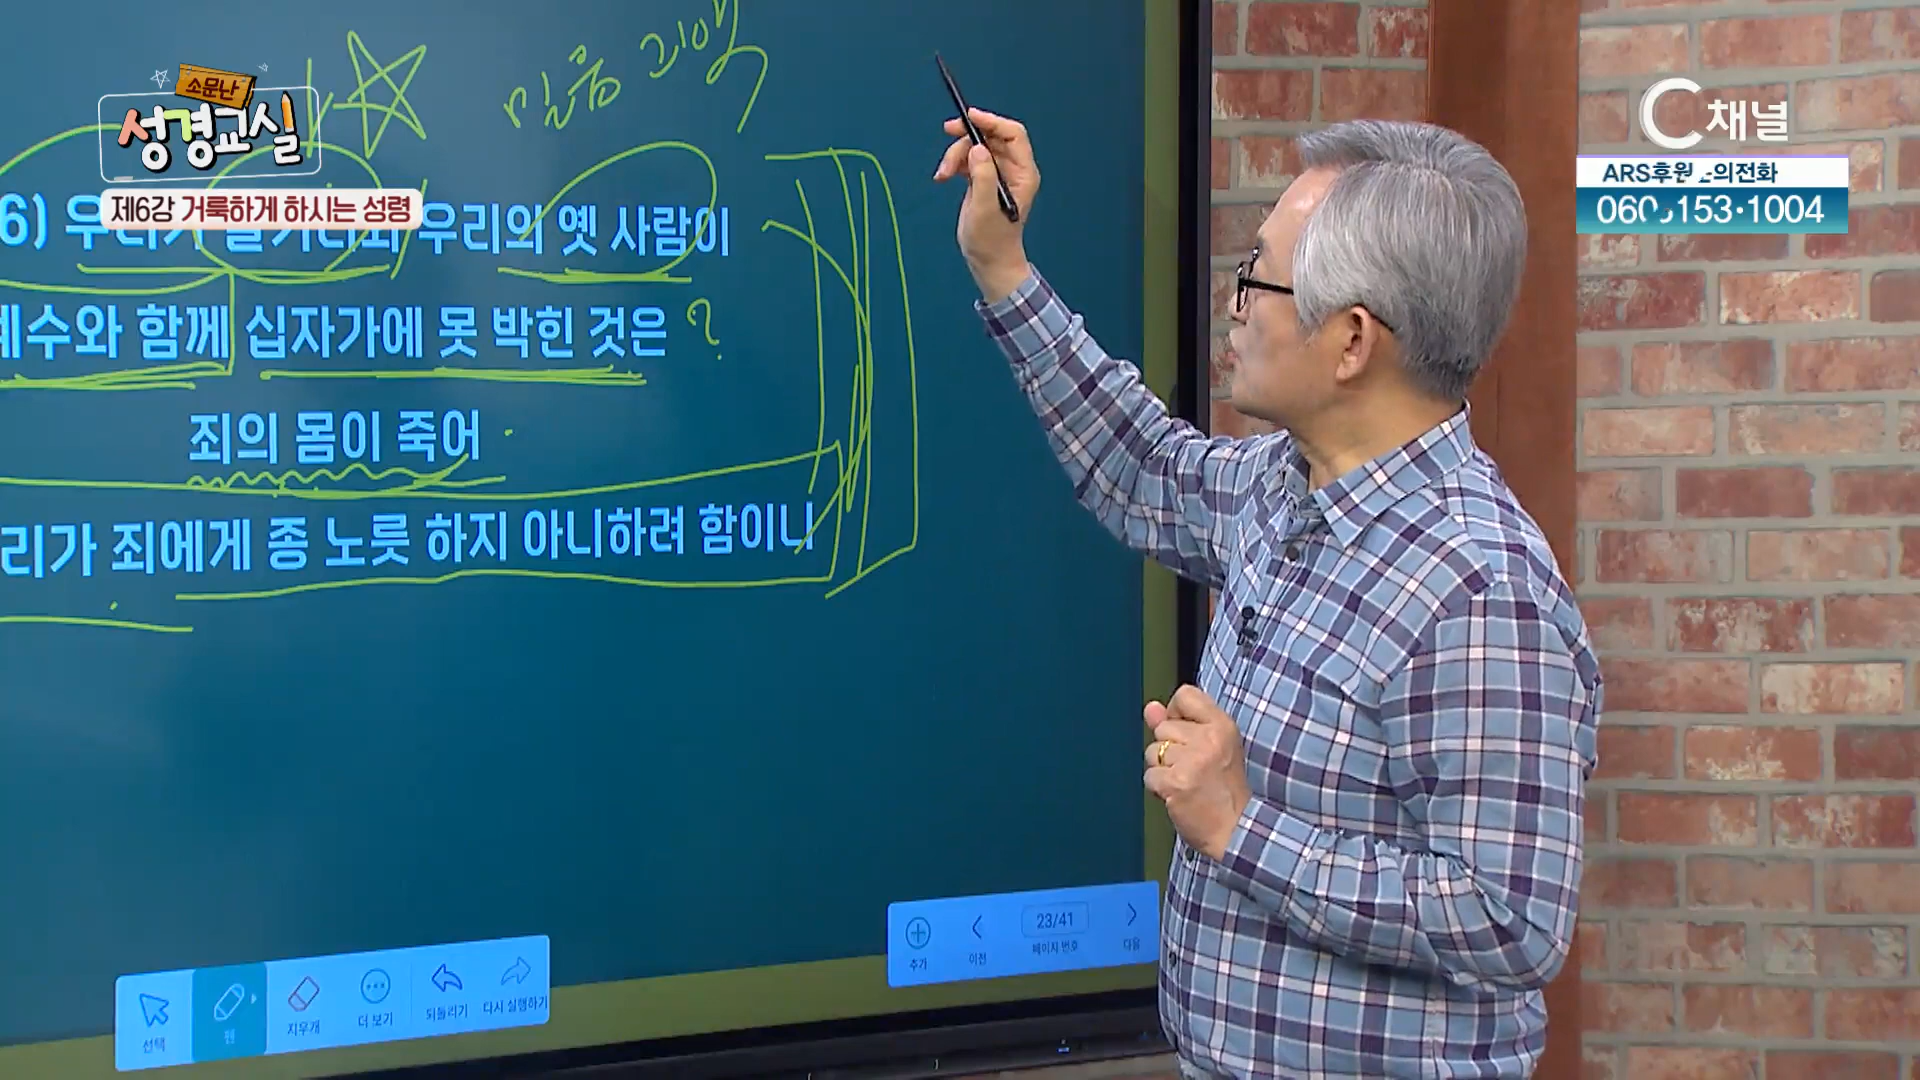 소문난
성경교실
제6강 거룩하게 하시는 성령
C채널
ARS후원
153·1004
믿음
6) 우리의 옛 사람이
예수와 함께 십자가에 못 박힌 것은?
죄의 몸이 죽어
리가 죄에게 종 노릇 하지 아니하려 함이니
선택
펜
지우개
더 보기
되돌리기
다시 실행하기
추가
이전
23/41
페이지 번호
다음